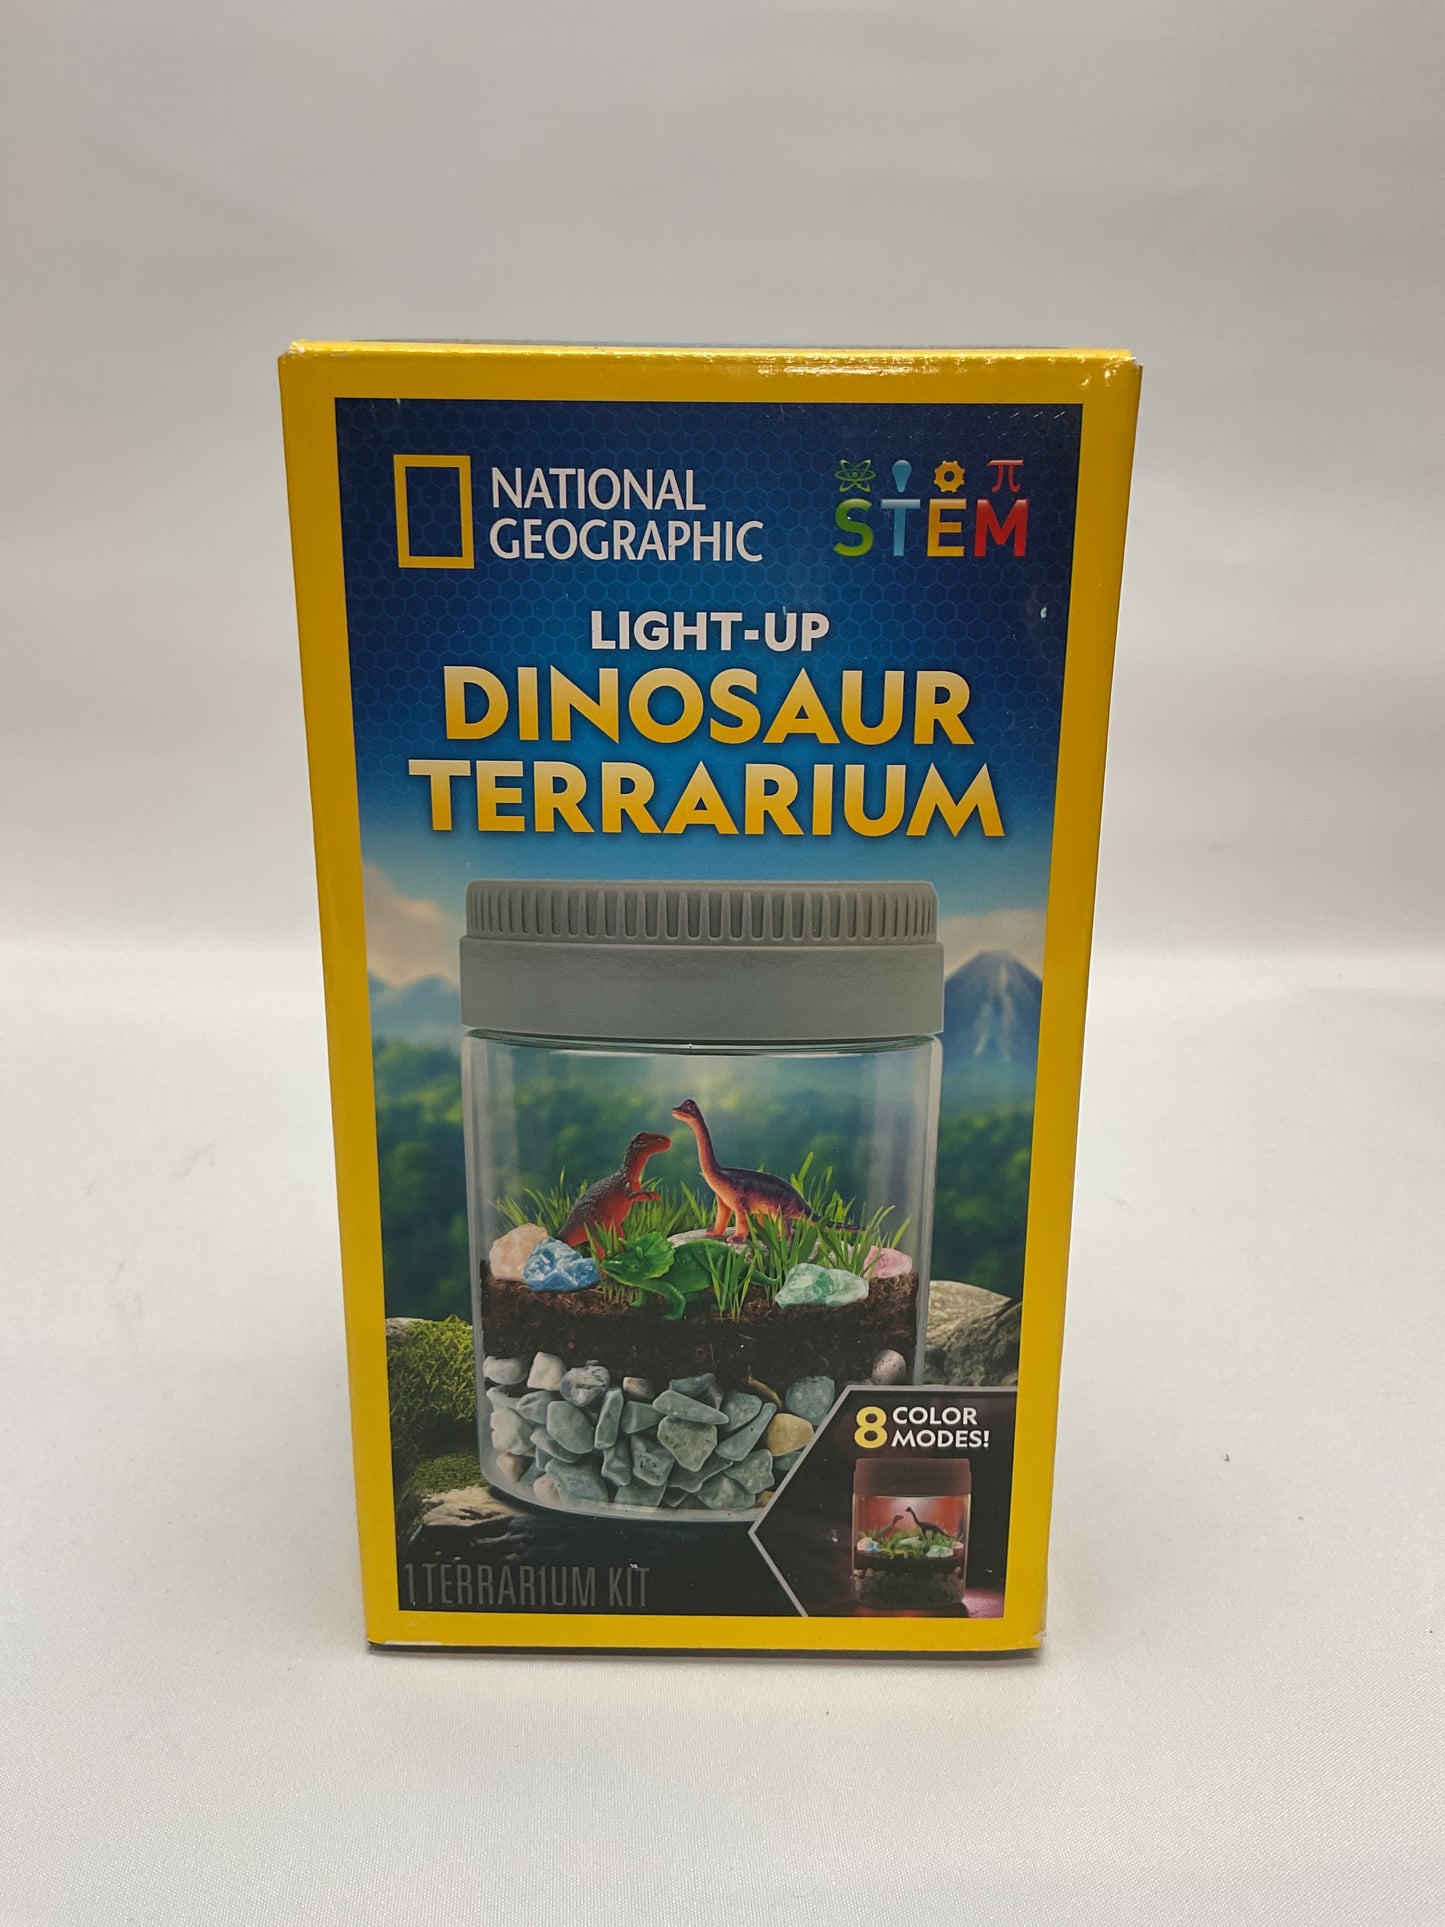 NATIONAL
GEOGRAPHIC
STEM
LIGHT-UP
DINOSAUR
TERRARIUM
8 COLOR
MODES!
1 TERRARIUM KIT